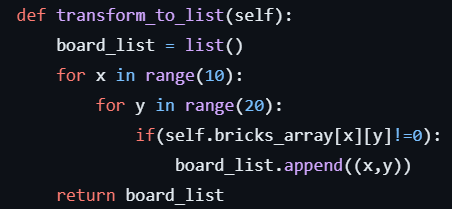 def transform_to_list(self):
    board_list = list()
    for x in range(10):
        for y in range(20):
            if(self.bricks_array[x][y]!=0):
                board_list.append((x,y))
    return board_list